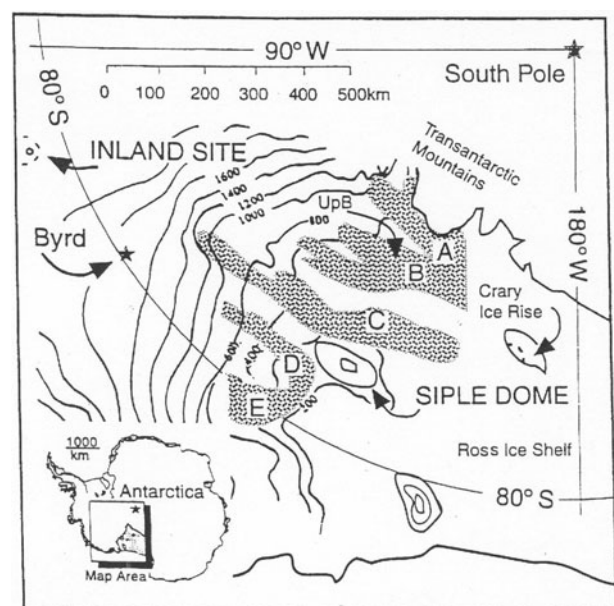 90° W
80° S
South Pole
0 100 200 300 400 500km
Transantarctic
Mountains
INLAND SITE
1600
1400
1200
1000
800
UpB
180° W
Byrd
A
B
Crary
Ice Rise
C
D
SIPLE DOME
E
1000
km
Antarctica
Ross Ice Shelf
80° S
Map Area